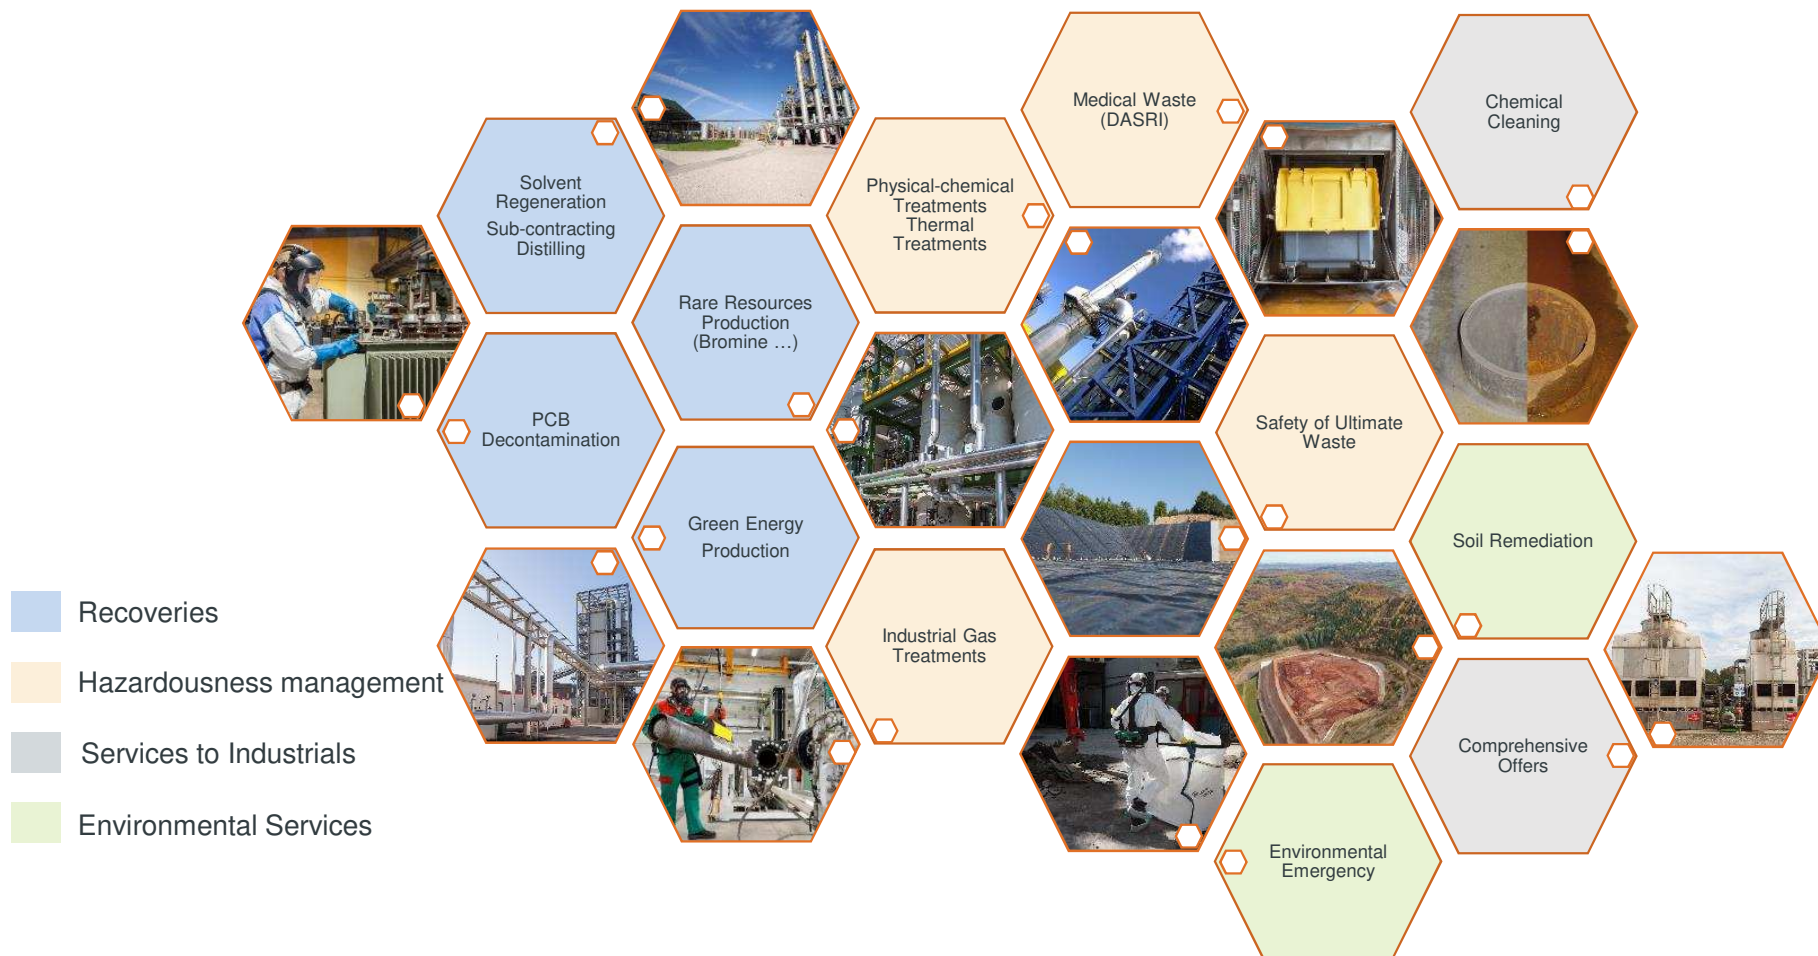 Medical Waste
(DASRI)
Chemical
Cleaning
Solvent
Regeneration
Sub-contracting
Distilling
Physical-chemical
Treatments
Thermal
Treatments
Rare Resources
Production
(Bromine ...)
PCB
Decontamination
Safety of Ultimate
Waste
Green Energy
Production
Soil Remediation
Industrial Gas
Treatments
Comprehensive
Offers
Environmental
Emergency
Recoveries
Hazardousness management
Services to Industrials
Environmental Services